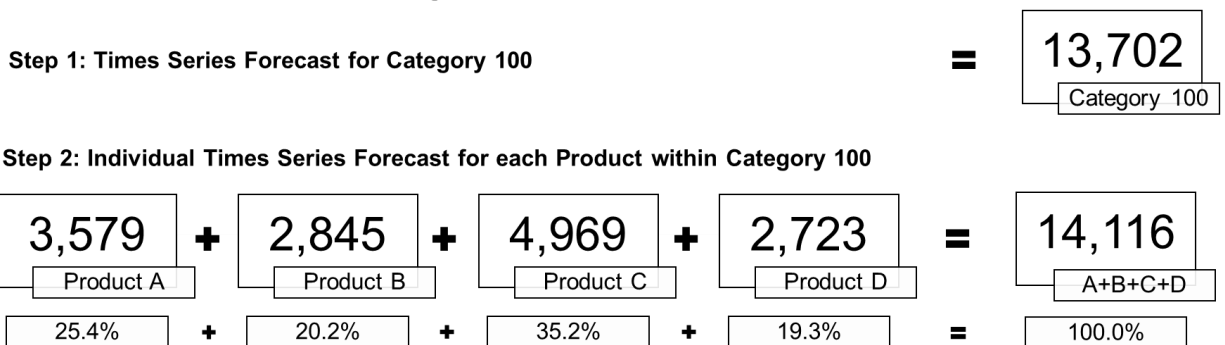 Step 1: Times Series Forecast for Category 100 = 13,702
Category 100
Step 2: Individual Times Series Forecast for each Product within Category 100
3,579 + 2,845 + 4,969 + 2,723 = 14,116
Product A Product B Product C Product D A+B+C+D
25.4% + 20.2% + 35.2% + 19.3% = 100.0%